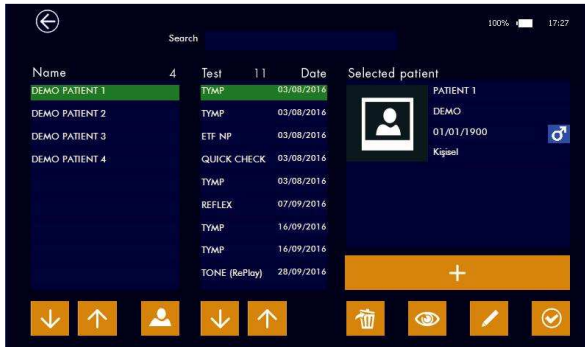 100% 17:27
Search
Name 4
DEMO PATIENT 1
DEMO PATIENT 2
DEMO PATIENT 3
DEMO PATIENT 4
Test 11 Date
TYMP 03/08/2016
TYMP 03/08/2016
ETF NP 03/08/2016
QUICK CHECK 03/08/2016
TYMP 03/08/2016
REFLEX 07/09/2016
TYMP 16/09/2016
TYMP 16/09/2016
TONE (RePlay) 28/09/2016
Selected patient
PATIENT 1
DEMO
01/01/1900
Kişisel